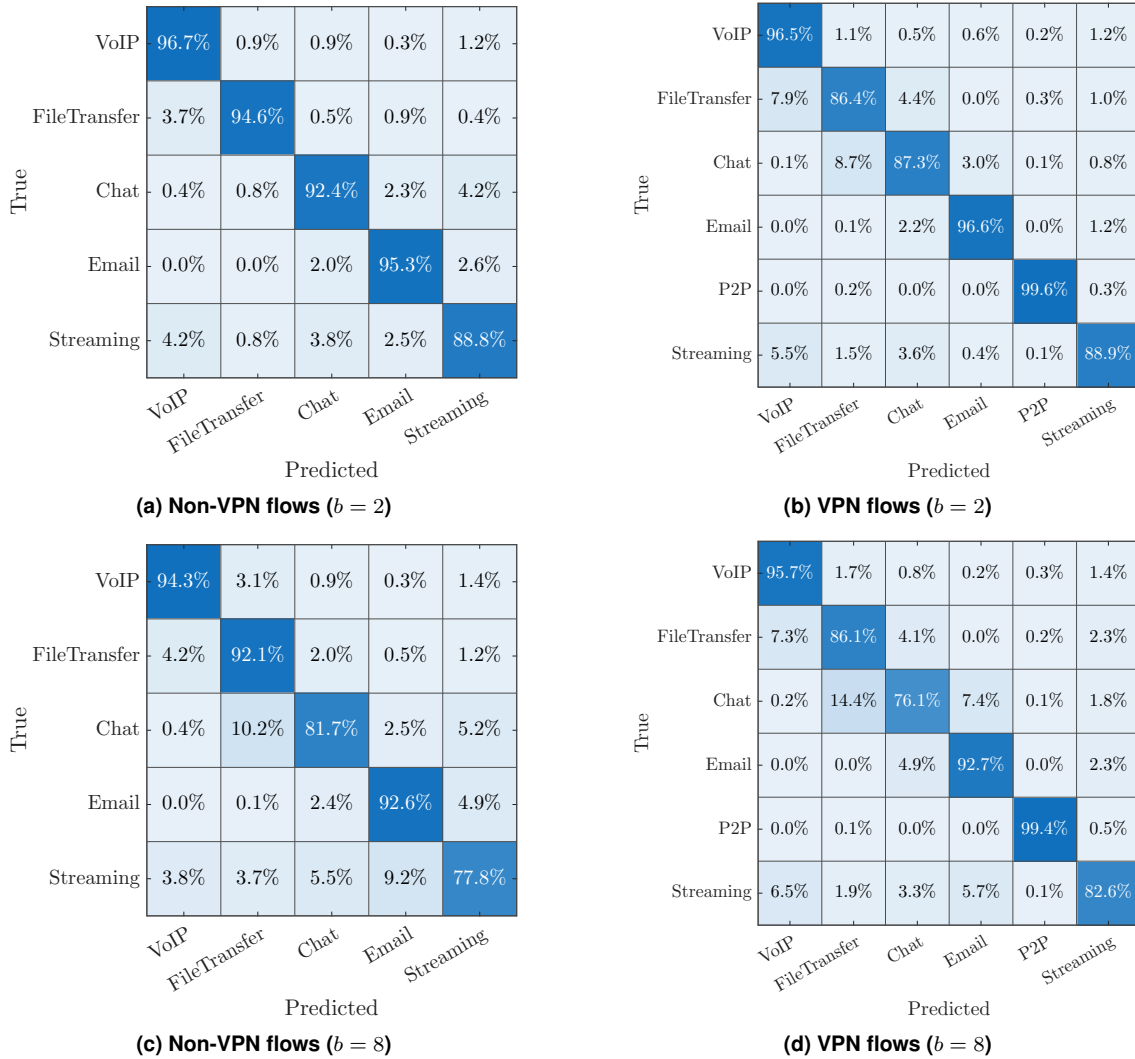 VoIP 96.7% 0.9% 0.9% 0.3% 1.2%
FileTransfer 3.7% 94.6% 0.5% 0.9% 0.4%
Chat 0.4% 0.8% 92.4% 2.3% 4.2%
Email 0.0% 0.0% 2.0% 95.3% 2.6%
Streaming 4.2% 0.8% 3.8% 2.5% 88.8%
True
VoIP FileTransfer Chat Email Streaming
Predicted
(a) Non-VPN flows (b = 2)
VoIP 96.5% 1.1% 0.5% 0.6% 0.2% 1.2%
FileTransfer 7.9% 86.4% 4.4% 0.0% 0.3% 1.0%
Chat 0.1% 8.7% 87.3% 3.0% 0.1% 0.8%
Email 0.0% 0.1% 2.2% 96.6% 0.0% 1.2%
P2P 0.0% 0.2% 0.0% 0.0% 99.6% 0.3%
Streaming 5.5% 1.5% 3.6% 0.4% 0.1% 88.9%
True
VoIP FileTransfer Chat Email P2P Streaming
Predicted
(b) VPN flows (b = 2)
VoIP 94.3% 3.1% 0.9% 0.3% 1.4%
FileTransfer 4.2% 92.1% 2.0% 0.5% 1.2%
Chat 0.4% 10.2% 81.7% 2.5% 5.2%
Email 0.0% 0.1% 2.4% 92.6% 4.9%
Streaming 3.8% 3.7% 5.5% 9.2% 77.8%
True
VoIP FileTransfer Chat Email Streaming
Predicted
(c) Non-VPN flows (b = 8)
VoIP 95.7% 1.7% 0.8% 0.2% 0.3% 1.4%
FileTransfer 7.3% 86.1% 4.1% 0.0% 0.2% 2.3%
Chat 0.2% 14.4% 76.1% 7.4% 0.1% 1.8%
Email 0.0% 0.0% 4.9% 92.7% 0.0% 2.3%
P2P 0.0% 0.1% 0.0% 0.0% 99.4% 0.5%
Streaming 6.5% 1.9% 3.3% 5.7% 0.1% 82.6%
True
VoIP FileTransfer Chat Email P2P Streaming
Predicted
(d) VPN flows (b = 8)